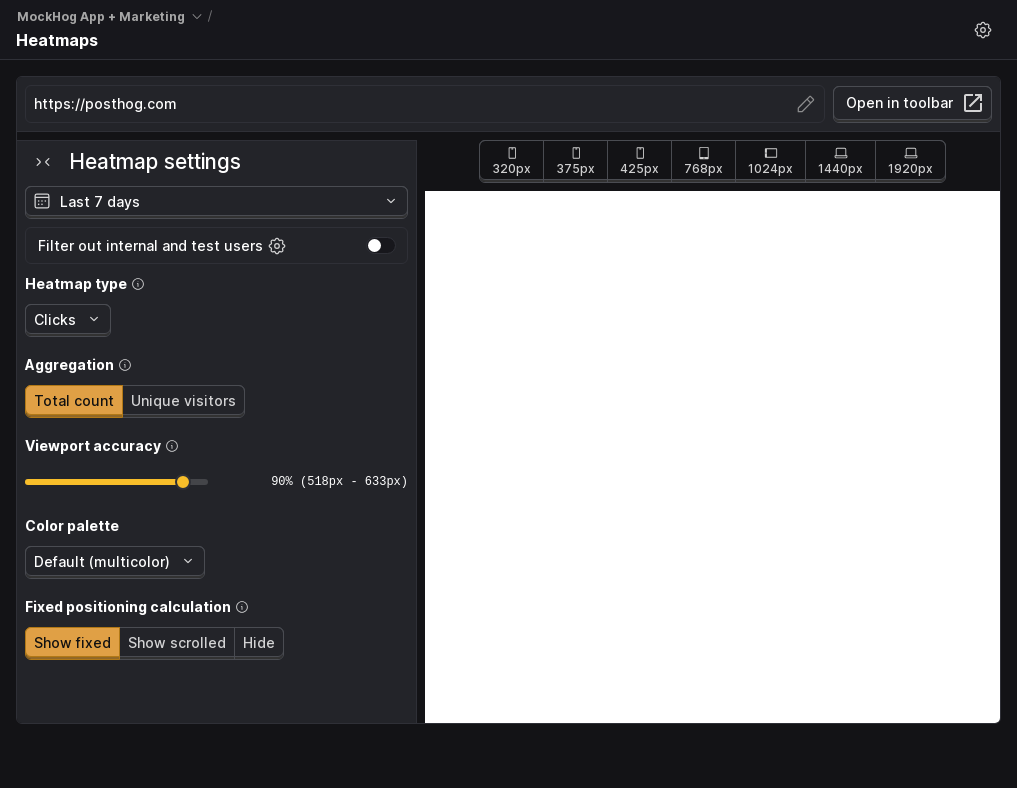 MockHog App + Marketing /
Heatmaps
https://posthog.com
Open in toolbar
Heatmap settings
320px 375px 425px 768px 1024px 1440px 1920px
Last 7 days
Filter out internal and test users
Heatmap type
Clicks
Aggregation
Total count Unique visitors
Viewport accuracy
90% (518px - 633px)
Color palette
Default (multicolor)
Fixed positioning calculation
Show fixed Show scrolled Hide